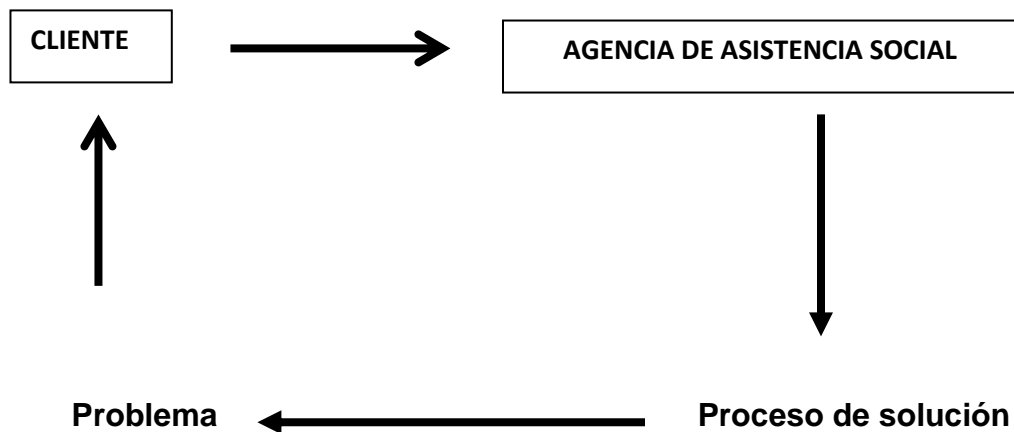 CLIENTE
AGENCIA DE ASISTENCIA SOCIAL
Problema
Proceso de solución